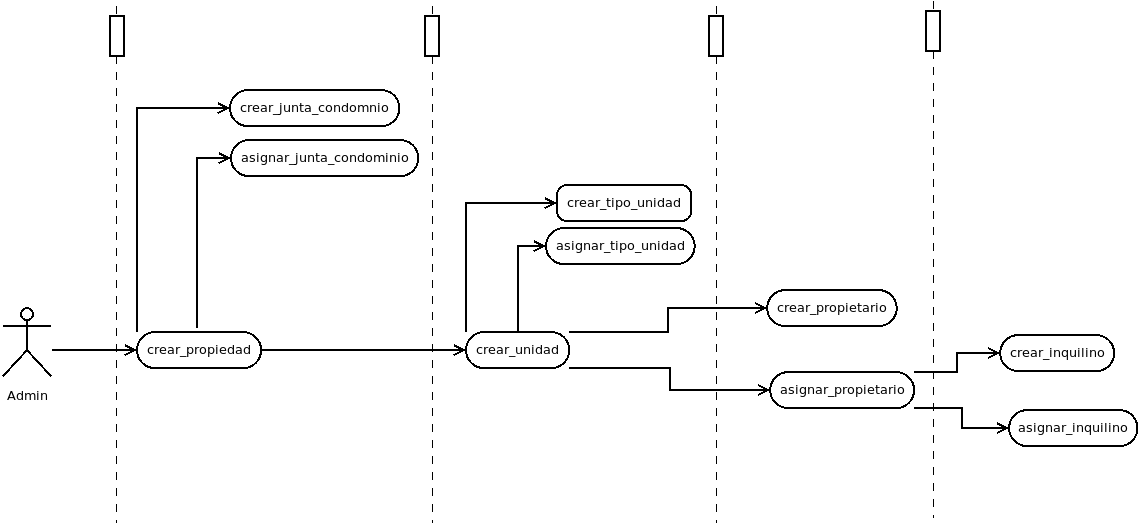 crear_junta_condomnio
asignar_junta_condominio
crear_tipo_unidad
asignar_tipo_unidad
crear_propietario
crear_propiedad
crear_unidad
crear_inquilino
asignar_propietario
Admin
asignar_inquilino